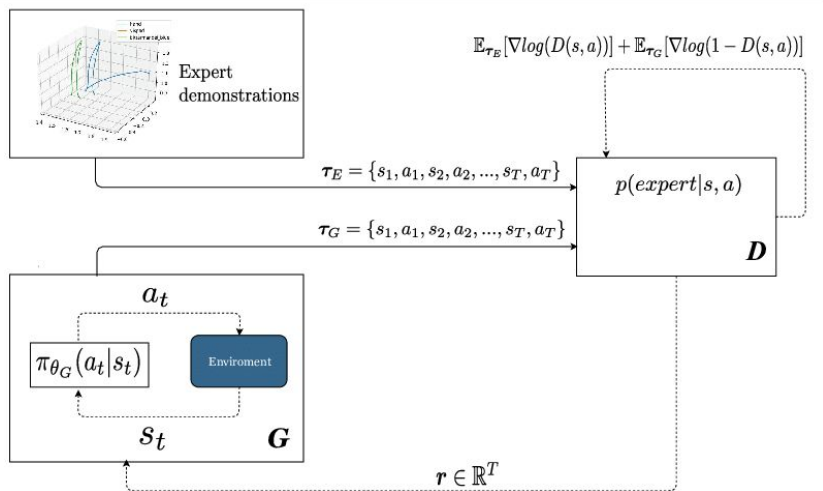 𝔼_{τ_E}[∇log(D(s, a))] + 𝔼_{τ_G}[∇log(1 − D(s, a))]
Expert
demonstrations
τ_E = {s_1, a_1, s_2, a_2, ..., s_T, a_T}
p(expert|s, a)
D
τ_G = {s_1, a_1, s_2, a_2, ..., s_T, a_T}
a_t
π_{θ_G}(a_t|s_t)
Enviroment
s_t
G
r ∈ ℝ^T